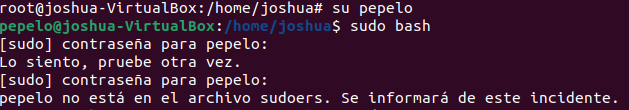 root@joshua-VirtualBox:/home/joshua# su pepelo
pepelo@joshua-VirtualBox:/home/joshua$ sudo bash
[sudo] contraseña para pepelo:
Lo siento, pruebe otra vez.
[sudo] contraseña para pepelo:
pepelo no está en el archivo sudoers. Se informará de este incidente.